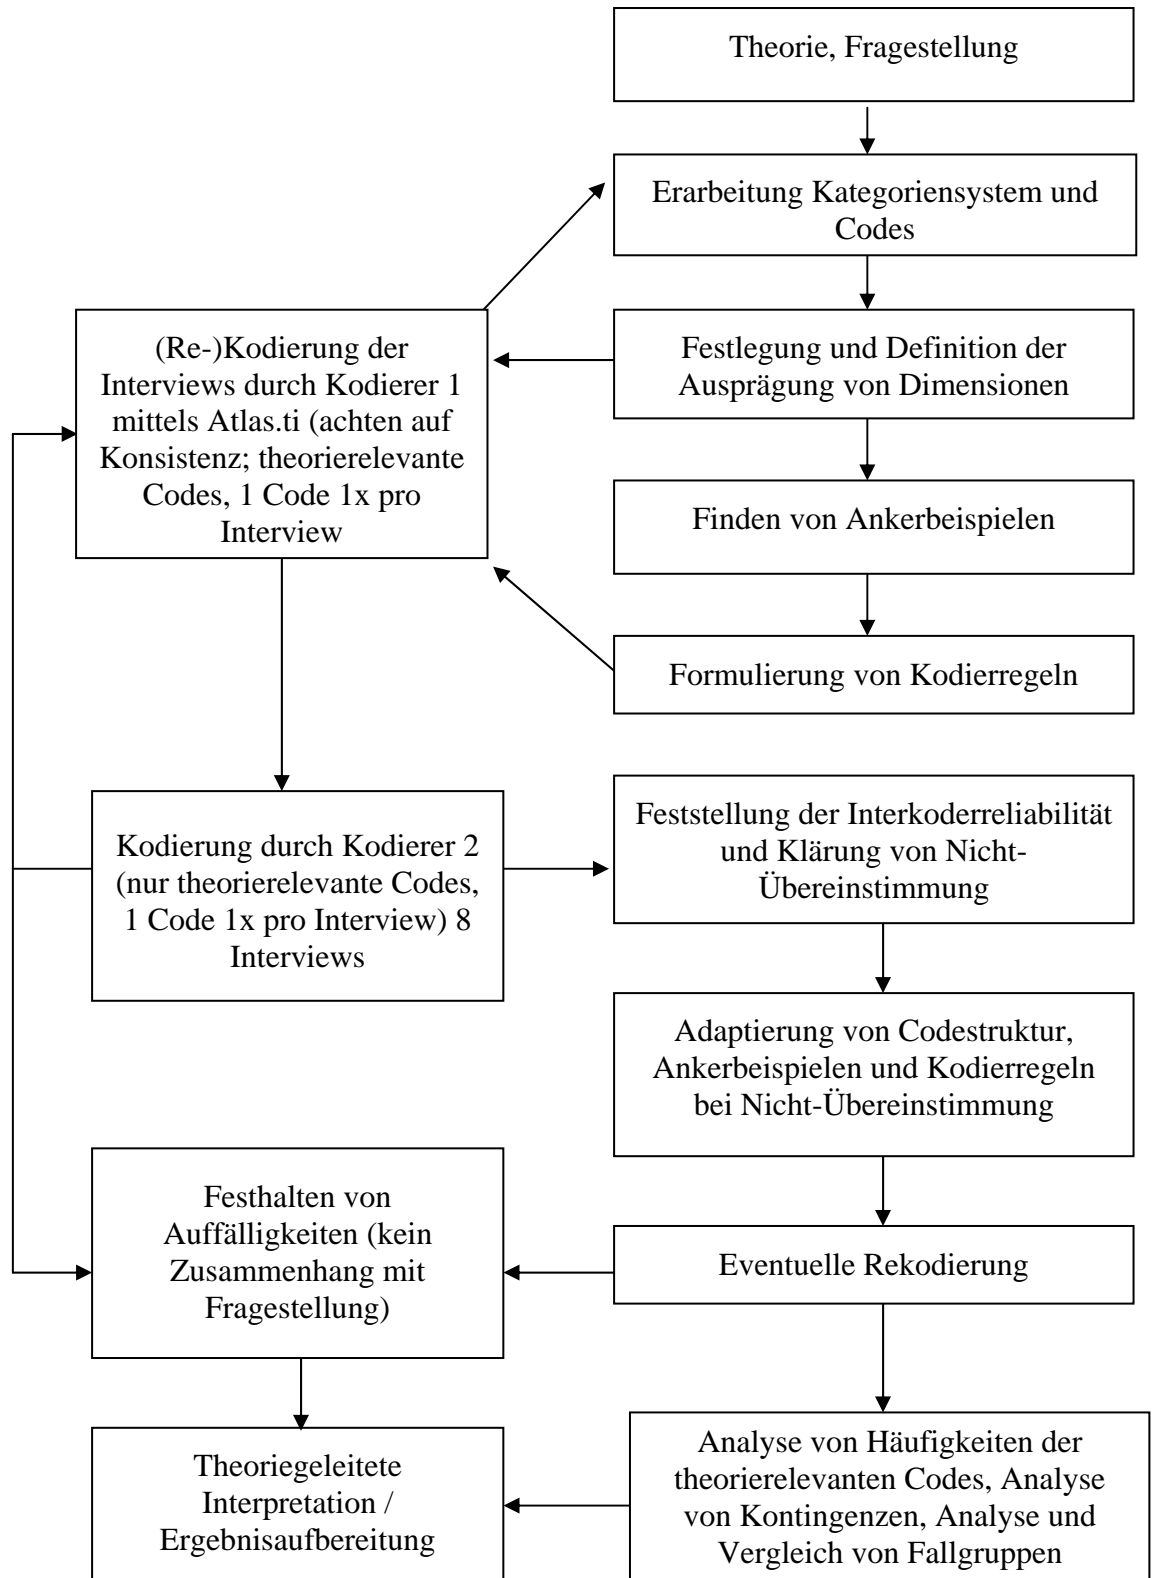 Theorie, Fragestellung
Erarbeitung Kategoriensystem und
Codes
Festlegung und Definition der
Ausprägung von Dimensionen
Finden von Ankerbeispielen
Formulierung von Kodierregeln
(Re-)Kodierung der
Interviews durch Kodierer 1
mittels Atlas.ti (achten auf
Konsistenz; theorierelevante
Codes, 1 Code 1x pro
Interview
Kodierung durch Kodierer 2
(nur theorierelevante Codes,
1 Code 1x pro Interview) 8
Interviews
Feststellung der Interkoderreliabilität
und Klärung von Nicht-
Übereinstimmung
Adaptierung von Codestruktur,
Ankerbeispielen und Kodierregeln
bei Nicht-Übereinstimmung
Eventuelle Rekodierung
Festhalten von
Auffälligkeiten (kein
Zusammenhang mit
Fragestellung)
Analyse von Häufigkeiten der
theorierelevanten Codes, Analyse
von Kontingenzen, Analyse und
Vergleich von Fallgruppen
Theoriegeleitete
Interpretation /
Ergebnisaufbereitung